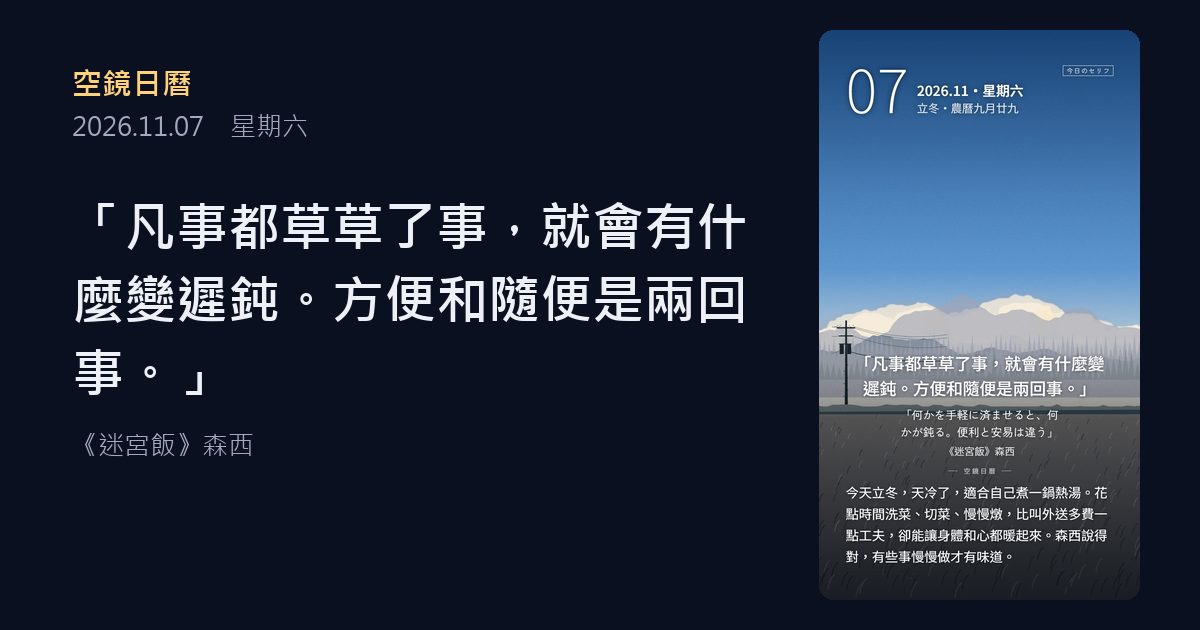 空鏡日曆
2026.11.07 星期六
「凡事都草草了事，就會有什
麼變遲鈍。方便和隨便是兩回
事。」
《迷宮飯》森西
07
2026.11・星期六
立冬・農曆九月廿九
今日のセリフ
「凡事都草草了事，就會有什麼變
遲鈍。方便和隨便是兩回事。」
「何かを手軽に済ませると、何
かが鈍る。便利と安易は違う」
《迷宮飯》森西
空鏡日曆
今天立冬，天冷了，適合自己煮一鍋熱湯。花
點時間洗菜、切菜、慢慢燉，比叫外送多費一
點工夫，卻能讓身體和心都暖起來。森西說得
對，有些事慢慢做才有味道。